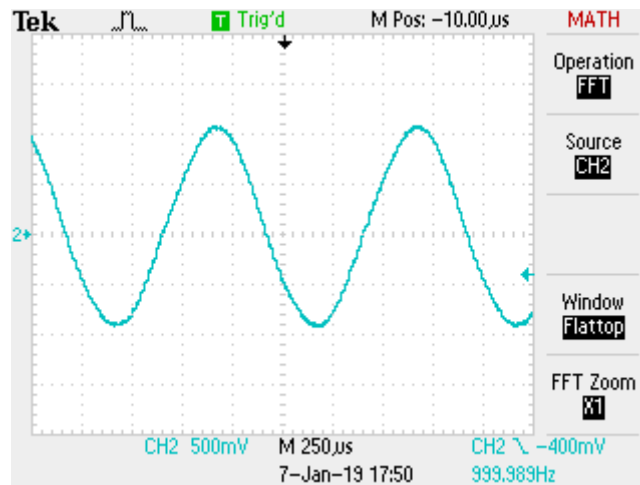 Tek T Trig'd M Pos: -10.00µs MATH
Operation
FFT
Source
CH2
2
Window
Flattop
FFT Zoom
X1
CH2 500mV M 250µs CH2 -400mV
7-Jan-19 17:50 999.989Hz